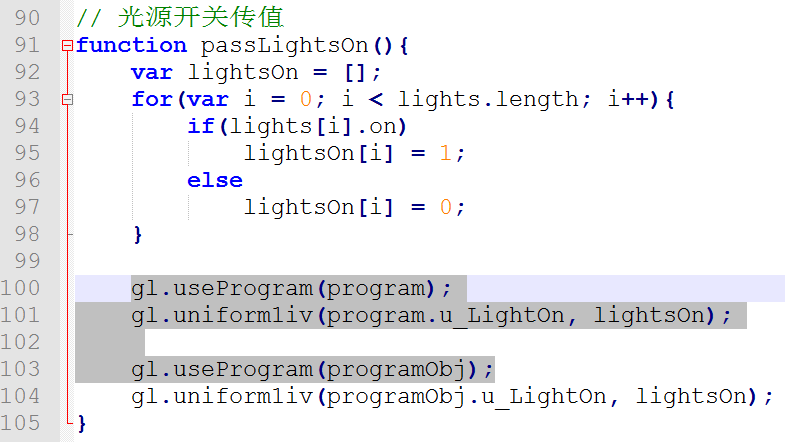 90 // 光源开关传值
91 function passLightsOn(){
92 var lightsOn = [];
93 for(var i = 0; i < lights.length; i++){
94 if(lights[i].on)
95 lightsOn[i] = 1;
96 else
97 lightsOn[i] = 0;
98 }
99
100 gl.useProgram(program);
101 gl.uniform1iv(program.u_LightOn, lightsOn);
102
103 gl.useProgram(programObj);
104 gl.uniform1iv(programObj.u_LightOn, lightsOn);
105 }